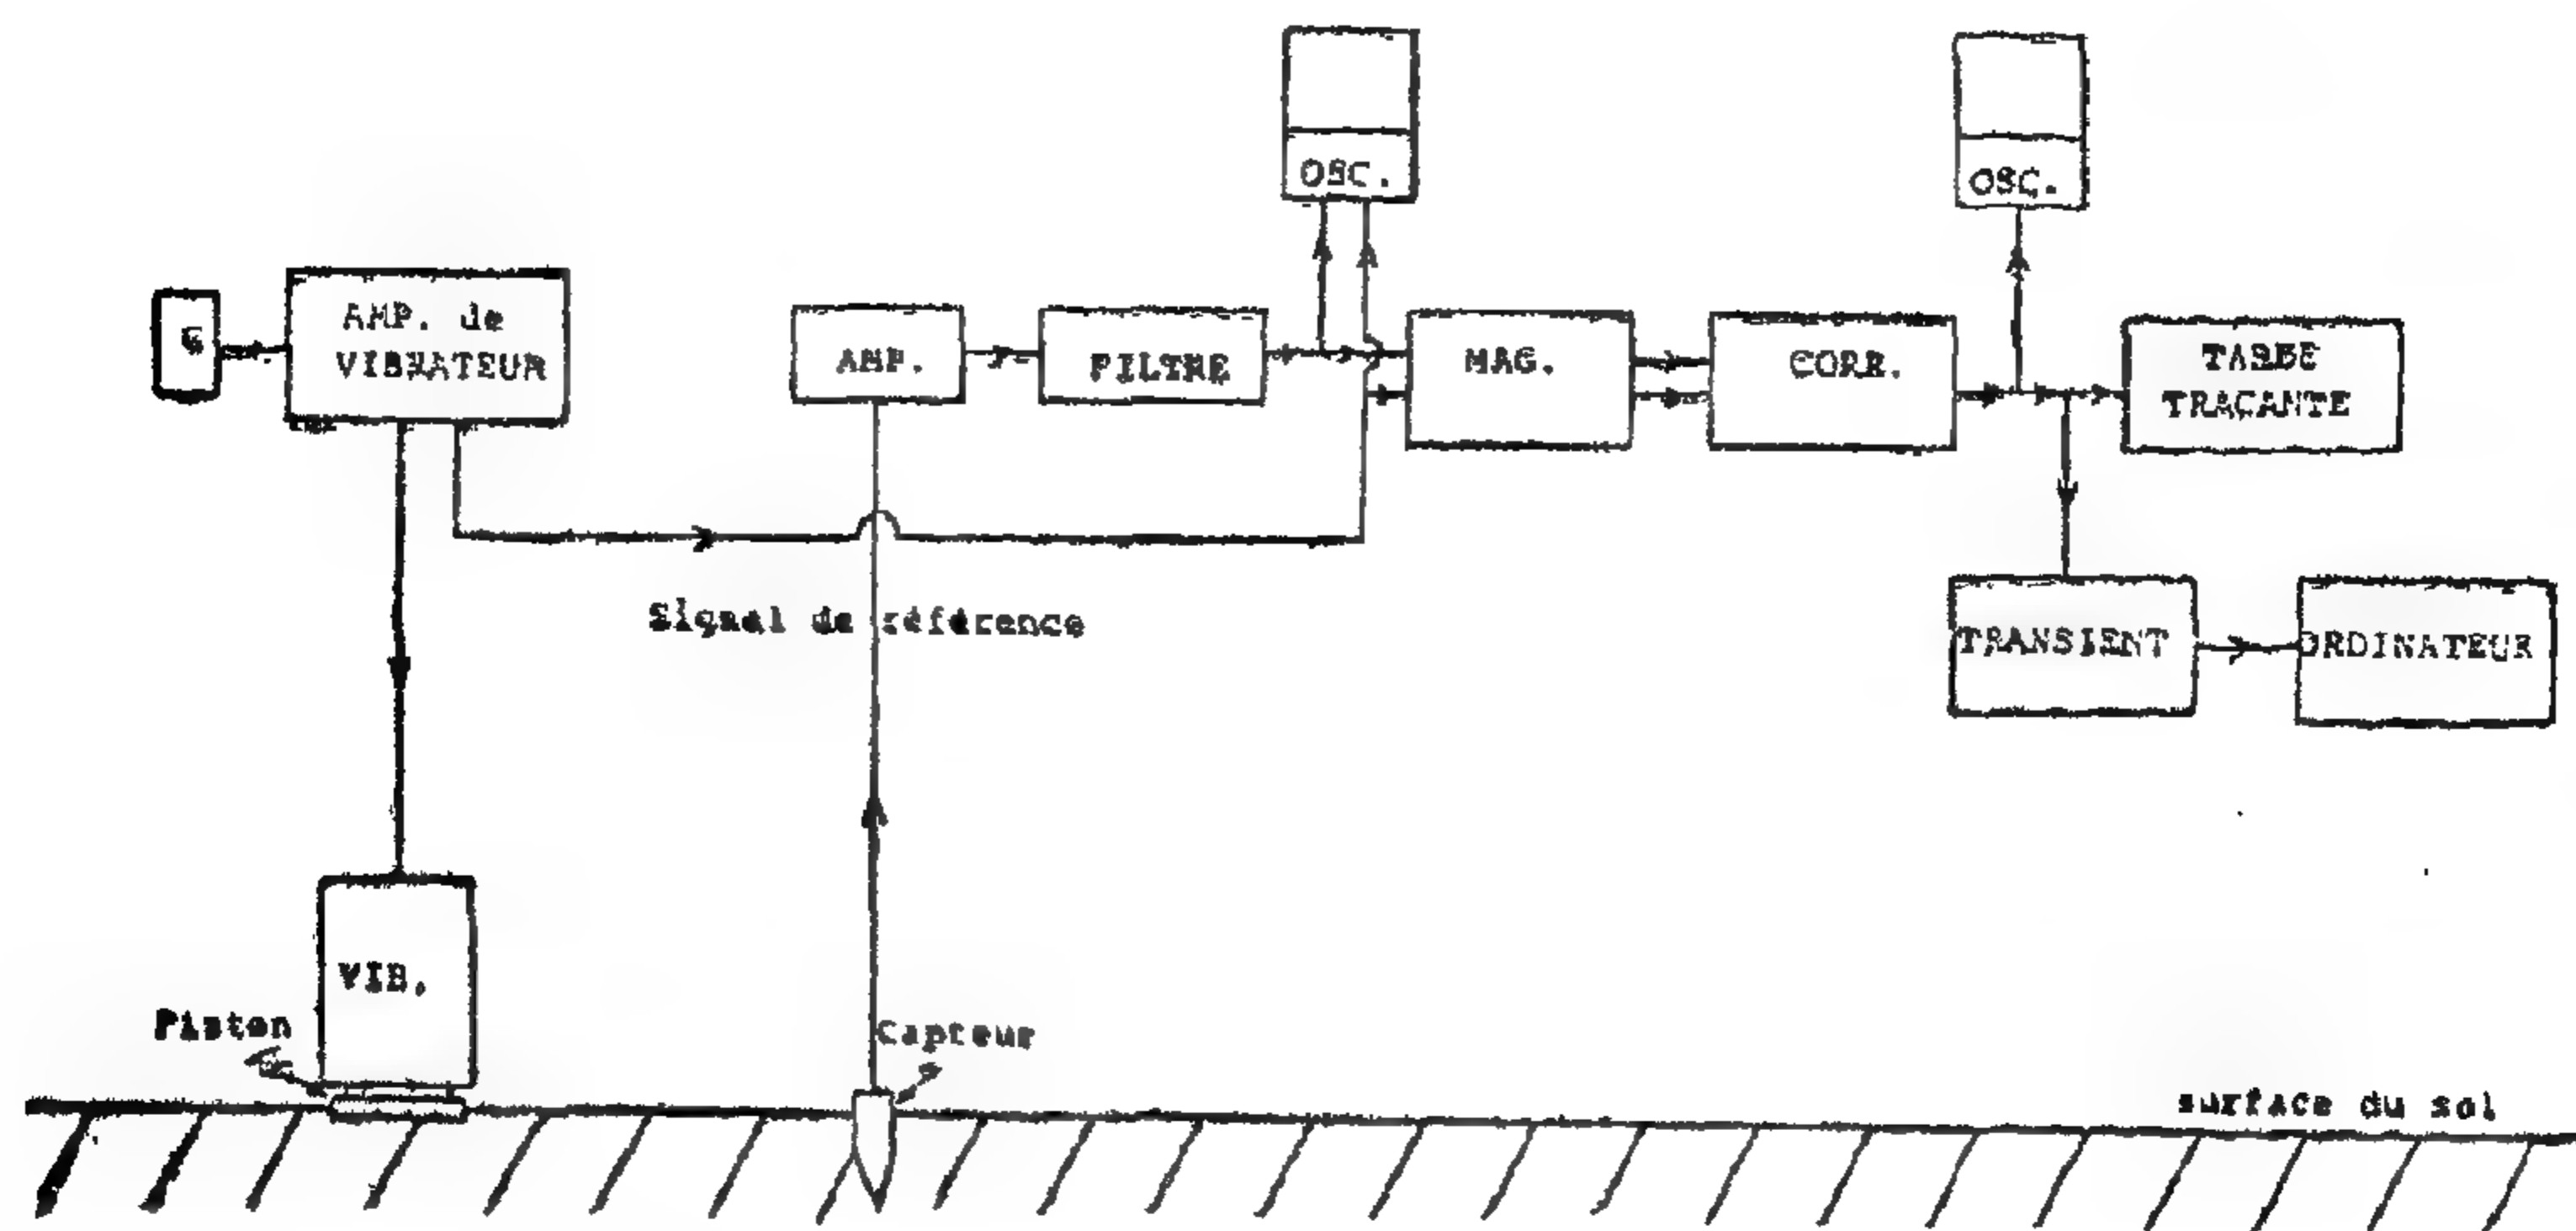 OSC.
OSC.
G
AMP. de
VIBRATEUR
AMP.
FILTRE
MAG.
CORR.
TABLE
TRAÇANTE
Signal de référence
TRANSIENT
ORDINATEUR
VIB.
Piston
Capteur
surface du sol